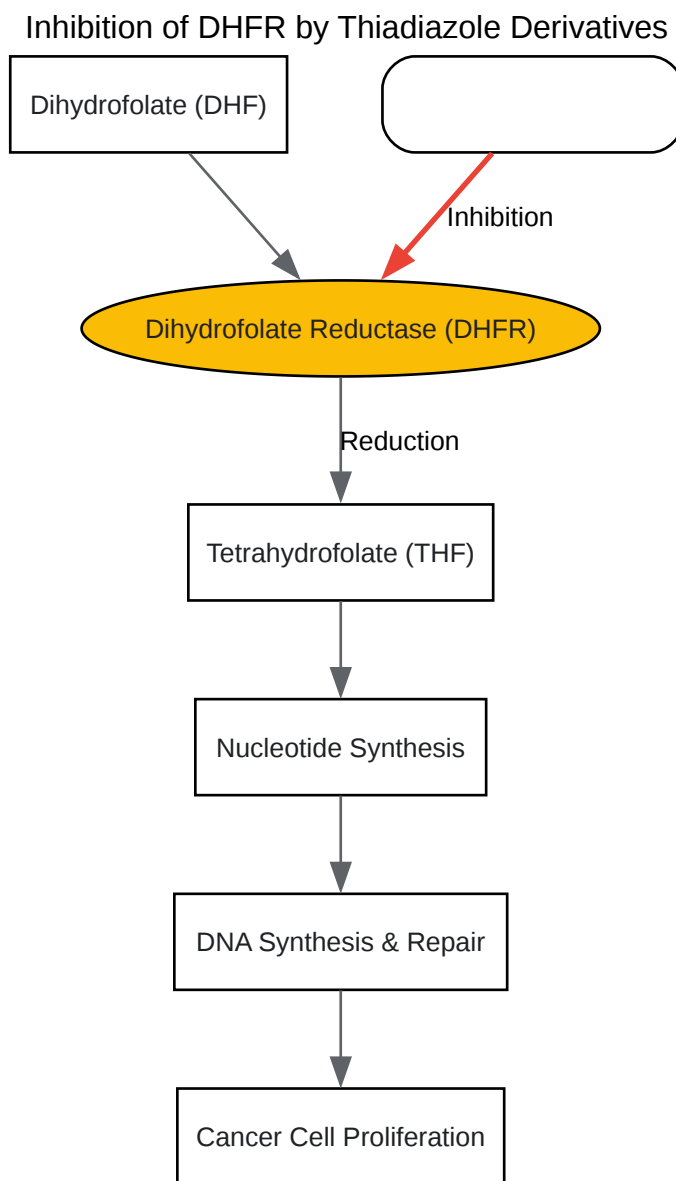 Inhibition of DHFR by Thiadiazole Derivatives
Dihydrofolate (DHF)
Inhibition
Dihydrofolate Reductase (DHFR)
Reduction
Tetrahydrofolate (THF)
Nucleotide Synthesis
DNA Synthesis & Repair
Cancer Cell Proliferation